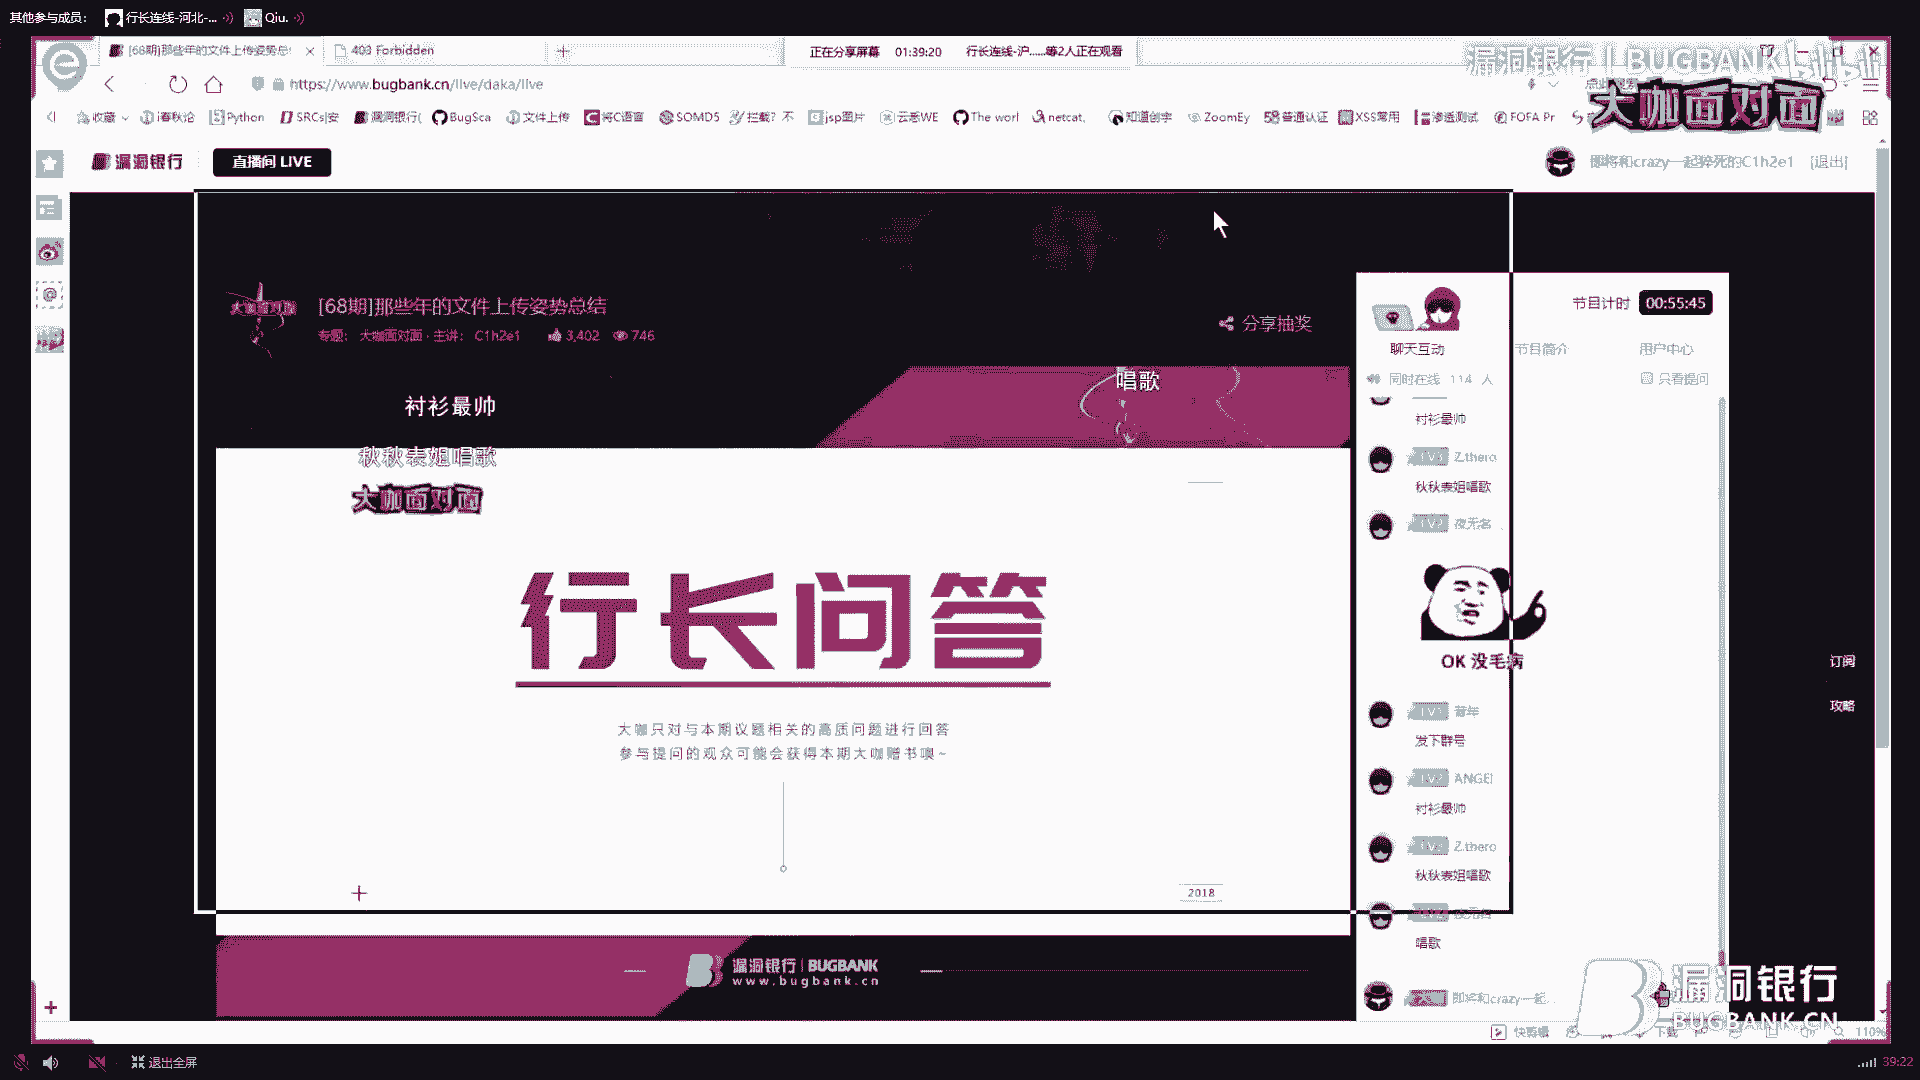 其他参与成员： 行长连线-河北-... Qiu.
[68期]那些年的文件上传姿势总 403 Forbidden 正在分享屏幕 01:39:20 行长连线-沪......等2人正在观看
漏洞银行 | BUGBANK bilibili
https://www.bugbank.cn/live/daka/live
大咖面对面
收藏 i春秋论 Python SRCs|安 漏洞银行( BugSca 文件上传 将C语言 SOMD5 拦截？不 jsp图片 云悉WE The worl netcat, 知道创宇 ZoomEy 普通认证 XSS常用 渗透测试 FOFA Pr
漏洞银行 直播间 LIVE 即将和crazy一起猝死的C1h2e1 [退出]
[68期]那些年的文件上传姿势总结
专题： 大咖面对面 · 主讲： C1h2e1 3,402 746
分享抽奖
节目计时 00:55:45
聊天互动 节目简介 用户中心
同时在线 114 人 只看提问
唱歌
衬衫最帅
秋秋表姐唱歌
大咖面对面
行长问答
大咖只对与本期议题相关的高质问题进行回答
参与提问的观众可能会获得本期大咖赠书噢~
2018
漏洞银行 | BUGBANK
www.bugbank.cn
衬衫最帅
Z.thero
秋秋表姐唱歌
夜无名
OK 没毛病
发下群号
ANGEl
衬衫最帅
Z.thero
秋秋表姐唱歌
唱歌
即将和crazy一起...
订阅
攻略
漏洞银行
BUGBANK.CN
快剪辑 下载 110%
退出全屏 39:22